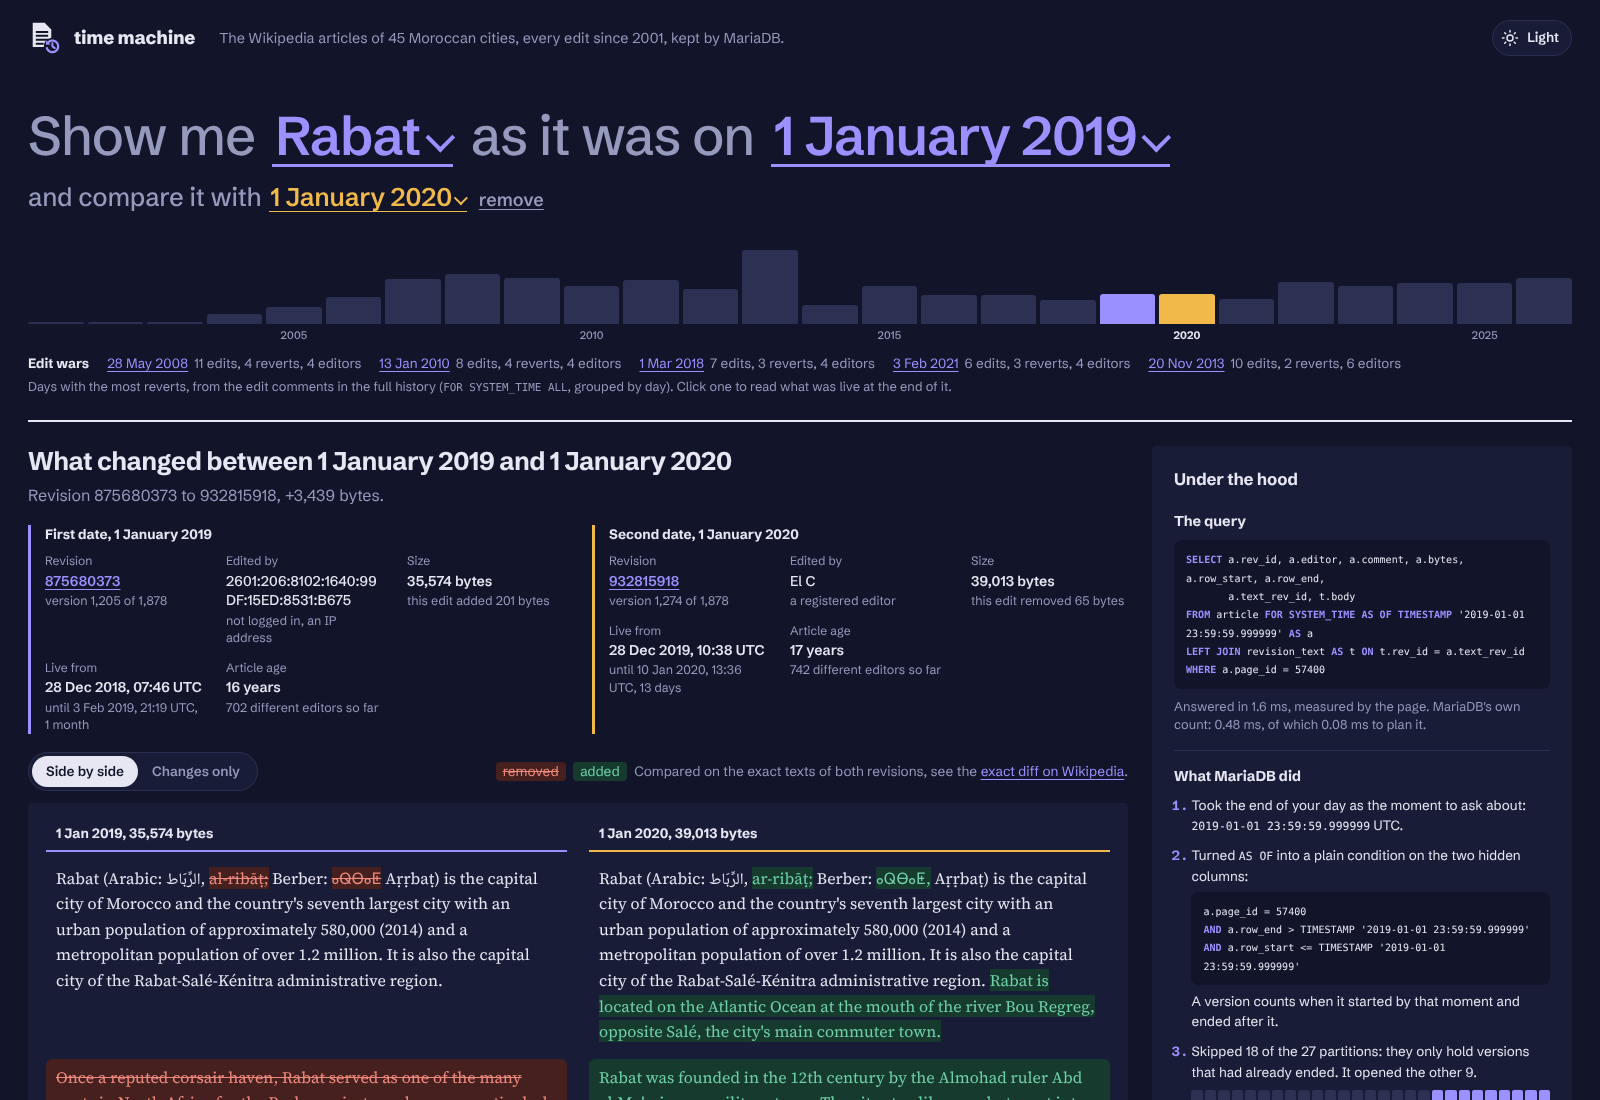 time machine
The Wikipedia articles of 45 Moroccan cities, every edit since 2001, kept by MariaDB.
Light
Show me Rabat as it was on 1 January 2019
and compare it with 1 January 2020 remove
2005 2010 2015 2020 2025
Edit wars 28 May 2008 11 edits, 4 reverts, 4 editors 13 Jan 2010 8 edits, 4 reverts, 4 editors 1 Mar 2018 7 edits, 3 reverts, 4 editors 3 Feb 2021 6 edits, 3 reverts, 4 editors 20 Nov 2013 10 edits, 2 reverts, 6 editors
Days with the most reverts, from the edit comments in the full history (FOR SYSTEM_TIME ALL, grouped by day). Click one to read what was live at the end of it.
What changed between 1 January 2019 and 1 January 2020
Revision 875680373 to 932815918, +3,439 bytes.
First date, 1 January 2019
Revision
875680373
version 1,205 of 1,878
Edited by
2601:206:8102:1640:99
DF:15ED:8531:B675
not logged in, an IP
address
Size
35,574 bytes
this edit added 201 bytes
Live from
28 Dec 2018, 07:46 UTC
until 3 Feb 2019, 21:19 UTC,
1 month
Article age
16 years
702 different editors so far
Second date, 1 January 2020
Revision
932815918
version 1,274 of 1,878
Edited by
El C
a registered editor
Size
39,013 bytes
this edit removed 65 bytes
Live from
28 Dec 2019, 10:38 UTC
until 10 Jan 2020, 13:36
UTC, 13 days
Article age
17 years
742 different editors so far
Side by side Changes only
removed added Compared on the exact texts of both revisions, see the exact diff on Wikipedia.
1 Jan 2019, 35,574 bytes
Rabat (Arabic: الرِّبَاط, al-ribāṭ; Berber: ⴰⵕⴱⴰⵟ Aṛṛbaṭ) is the capital
city of Morocco and the country's seventh largest city with an
urban population of approximately 580,000 (2014) and a
metropolitan population of over 1.2 million. It is also the capital
city of the Rabat-Salé-Kénitra administrative region.
Once a reputed corsair haven, Rabat served as one of the many
1 Jan 2020, 39,013 bytes
Rabat (Arabic: الرِّبَاط, ar-ribāṭ; Berber: ⴰⵕⴱⴰⵟ, Aṛṛbaṭ) is the capital
city of Morocco and the country's seventh largest city with an
urban population of approximately 580,000 (2014) and a
metropolitan population of over 1.2 million. It is also the capital
city of the Rabat-Salé-Kénitra administrative region. Rabat is
located on the Atlantic Ocean at the mouth of the river Bou Regreg,
opposite Salé, the city's main commuter town.
Rabat was founded in the 12th century by the Almohad ruler Abd
Under the hood
The query
SELECT a.rev_id, a.editor, a.comment, a.bytes,
a.row_start, a.row_end,
a.text_rev_id, t.body
FROM article FOR SYSTEM_TIME AS OF TIMESTAMP '2019-01-01
23:59:59.999999' AS a
LEFT JOIN revision_text AS t ON t.rev_id = a.text_rev_id
WHERE a.page_id = 57400
Answered in 1.6 ms, measured by the page. MariaDB's own
count: 0.48 ms, of which 0.08 ms to plan it.
What MariaDB did
1. Took the end of your day as the moment to ask about:
2019-01-01 23:59:59.999999 UTC.
2. Turned AS OF into a plain condition on the two hidden
columns:
a.page_id = 57400
AND a.row_end > TIMESTAMP '2019-01-01 23:59:59.999999'
AND a.row_start <= TIMESTAMP '2019-01-01
23:59:59.999999'
A version counts when it started by that moment and
ended after it.
3. Skipped 18 of the 27 partitions: they only hold versions
that had already ended. It opened the other 9.